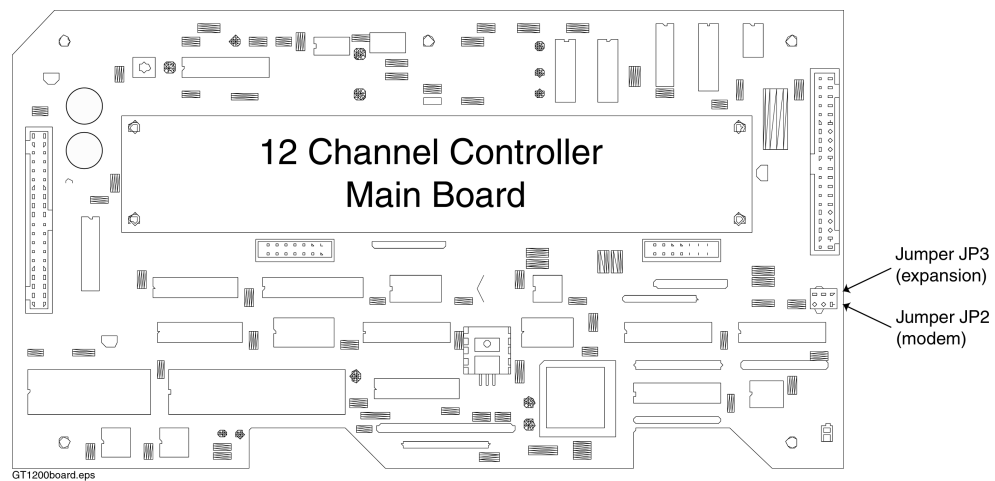 12 Channel Controller
Main Board
Jumper JP3
(expansion)
Jumper JP2
(modem)
GT1200board.eps